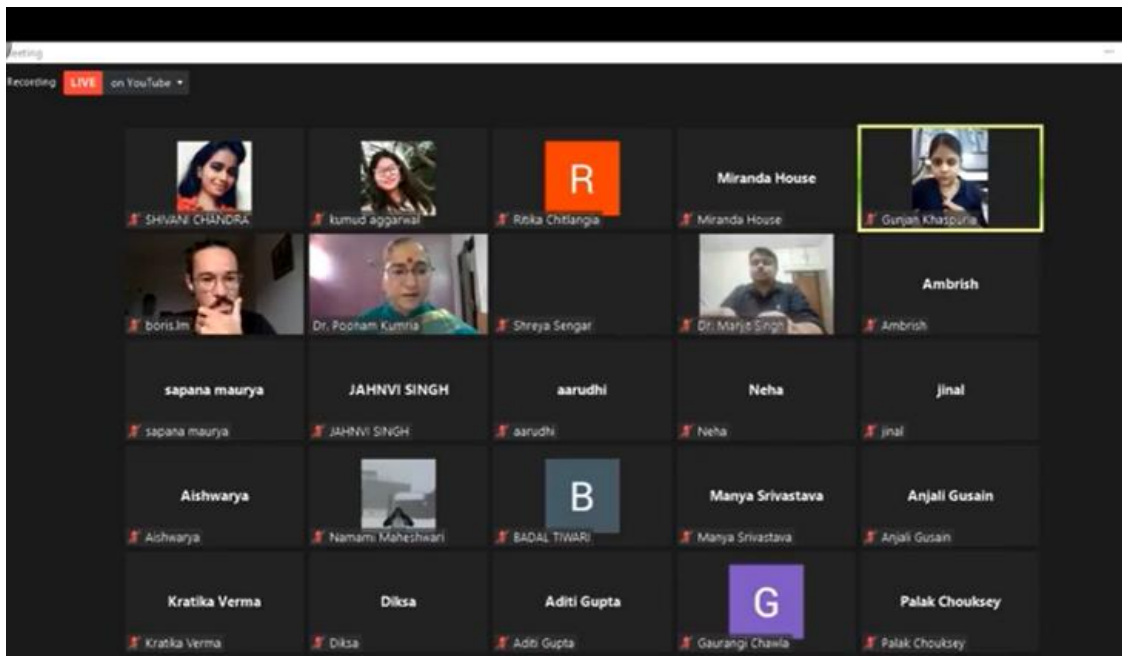 eeting
Recording LIVE on YouTube
SHIVANI CHANDRA
kumud aggarwal
R
Ritika Chitlangia
Miranda House
Miranda House
Gunjan Khaspuria
boris.lm
Dr. Poonam Kumria
Shreya Sengar
Dr. Manjit Singh
Ambrish
Ambrish
sapana maurya
sapana maurya
JAHNVI SINGH
JAHNVI SINGH
aarudhi
aarudhi
Neha
Neha
jinal
jinal
Aishwarya
Aishwarya
Namami Maheshwari
B
BADAL TIWARI
Manya Srivastava
Manya Srivastava
Anjali Gusain
Anjali Gusain
Kratika Verma
Kratika Verma
Diksa
Diksa
Aditi Gupta
Aditi Gupta
G
Gaurangi Chawla
Palak Chouksey
Palak Chouksey